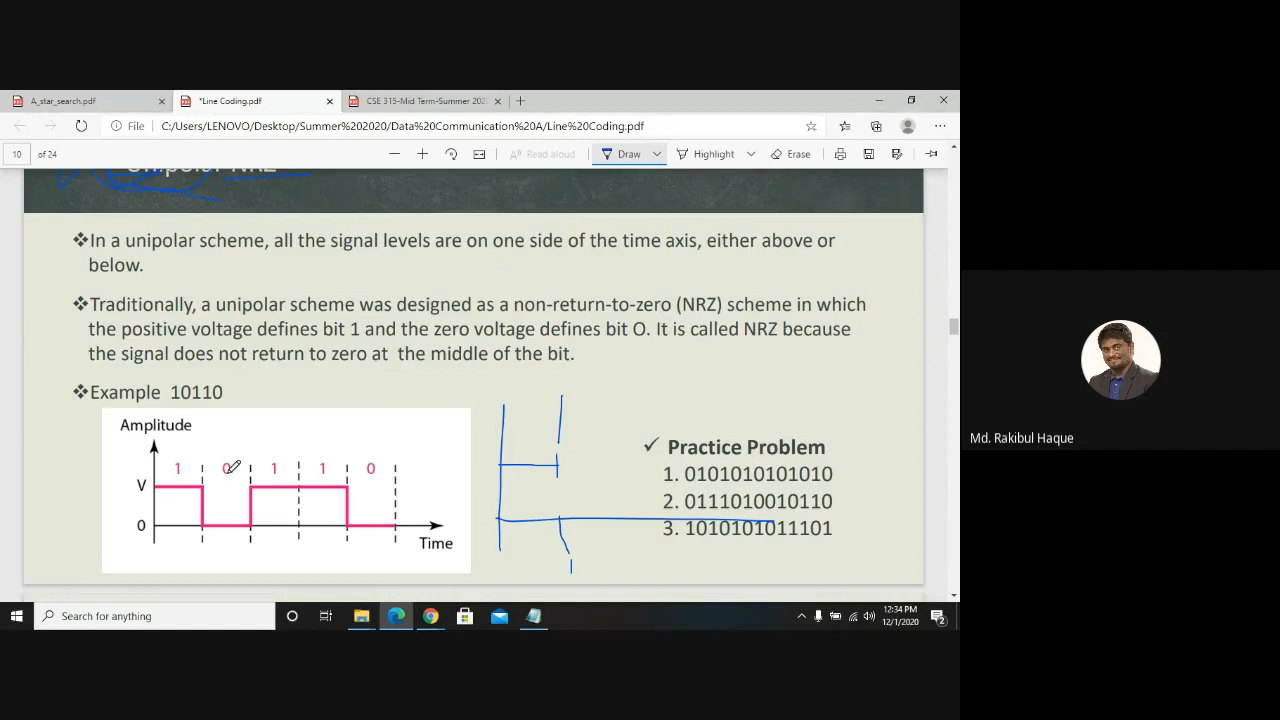 A_star_search.pdf
*Line Coding.pdf
CSE 315-Mid Term-Summer 202
File
C:/Users/LENOVO/Desktop/Summer%202020/Data%20Communication%20A/Line%20Coding.pdf
10 of 24
Read aloud
Draw
Highlight
Erase
Unipolar NRZ
❖In a unipolar scheme, all the signal levels are on one side of the time axis, either above or
below.
❖Traditionally, a unipolar scheme was designed as a non-return-to-zero (NRZ) scheme in which
the positive voltage defines bit 1 and the zero voltage defines bit O. It is called NRZ because
the signal does not return to zero at the middle of the bit.
❖Example 10110
Amplitude
1 0 1 1 0
V
0
Time
✓ Practice Problem
1. 0101010101010
2. 0111010010110
3. 1010101011101
Md. Rakibul Haque
Search for anything
12:34 PM
12/1/2020
2